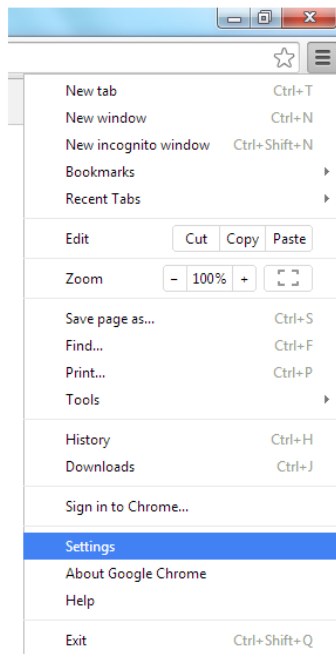 New tab Ctrl+T
New window Ctrl+N
New incognito window Ctrl+Shift+N
Bookmarks
Recent Tabs
Edit Cut Copy Paste
Zoom − 100% +
Save page as... Ctrl+S
Find... Ctrl+F
Print... Ctrl+P
Tools
History Ctrl+H
Downloads Ctrl+J
Sign in to Chrome...
Settings
About Google Chrome
Help
Exit Ctrl+Shift+Q